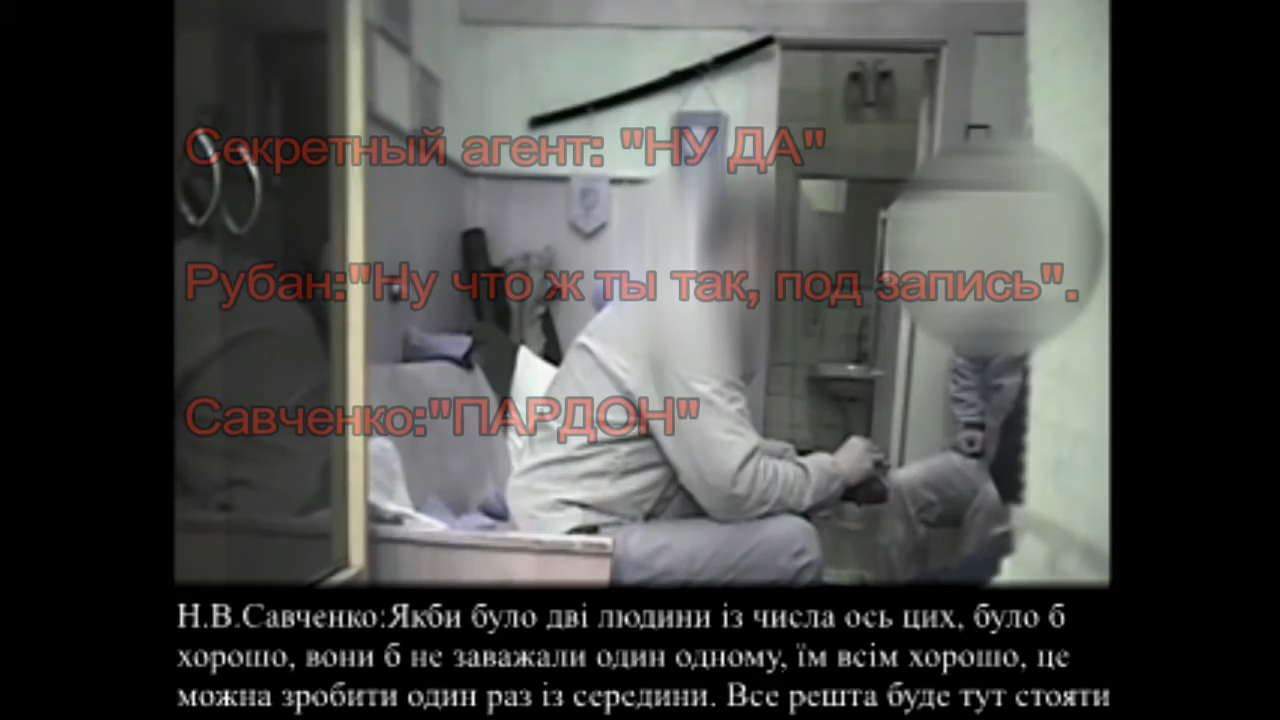 Секретный агент: "НУ ДА"
Рубан:"Ну что ж ты так, под запись".
Савченко:"ПАРДОН"
Н.В.Савченко:Якби було дві людини із числа ось цих, було б
хорошо, вони б не заважали один одному, їм всім хорошо, це
можна зробити один раз із середини. Все решта буде тут стояти